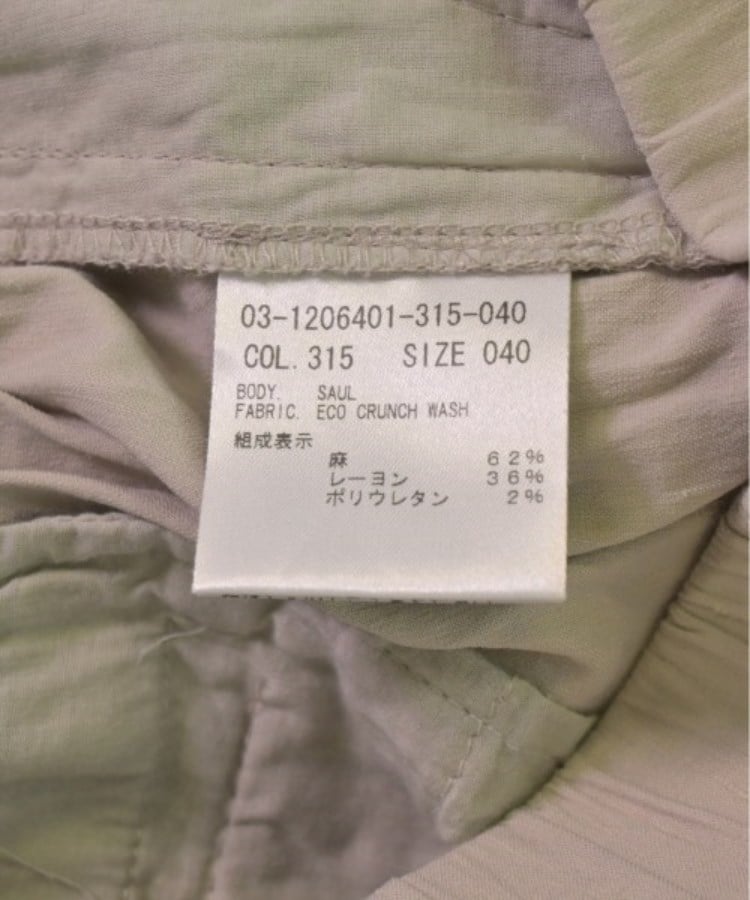 03-1206401-315-040
COL. 315 SIZE 040
BODY. SAUL
FABRIC. ECO CRUNCH WASH
組成表示
麻 62%
レーヨン 36%
ポリウレタン 2%